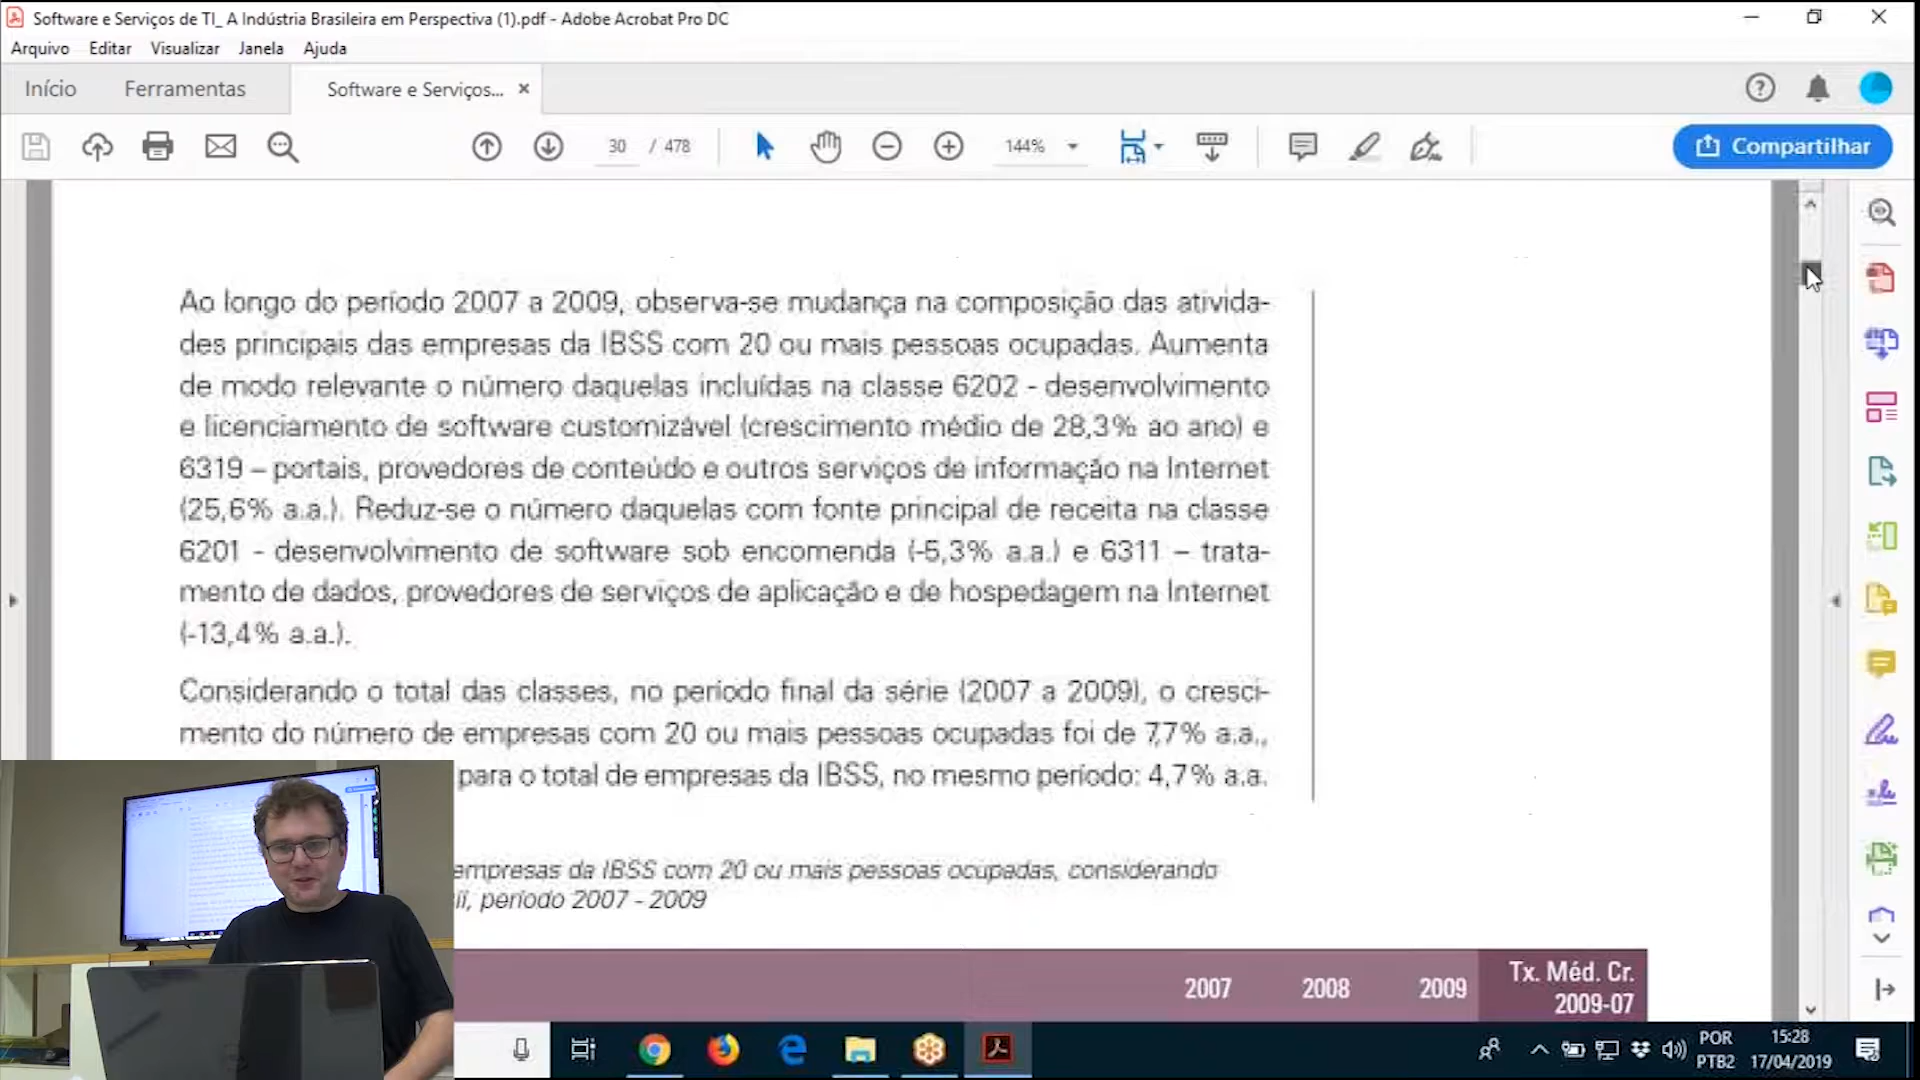 Software e Serviços de TI_ A Indústria Brasileira em Perspectiva (1).pdf - Adobe Acrobat Pro DC
Arquivo Editar Visualizar Janela Ajuda
Início Ferramentas Software e Serviços... ×
30 / 478 144% Compartilhar
Ao longo do período 2007 a 2009, observa-se mudança na composição das ativida-
des principais das empresas da IBSS com 20 ou mais pessoas ocupadas. Aumenta
de modo relevante o número daquelas incluídas na classe 6202 - desenvolvimento
e licenciamento de software customizável (crescimento médio de 28,3% ao ano) e
6319 – portais, provedores de conteúdo e outros serviços de informação na Internet
(25,6% a.a.). Reduz-se o número daquelas com fonte principal de receita na classe
6201 - desenvolvimento de software sob encomenda (-5,3% a.a.) e 6311 – trata-
mento de dados, provedores de serviços de aplicação e de hospedagem na Internet
(-13,4% a.a.).
Considerando o total das classes, no período final da série (2007 a 2009), o cresci-
mento do número de empresas com 20 ou mais pessoas ocupadas foi de 7,7% a.a.,
para o total de empresas da IBSS, no mesmo período: 4,7% a.a.
empresas da IBSS com 20 ou mais pessoas ocupadas, considerando
período 2007 - 2009
2007 2008 2009 Tx. Méd. Cr.
2009-07
POR 15:28
PTB2 17/04/2019